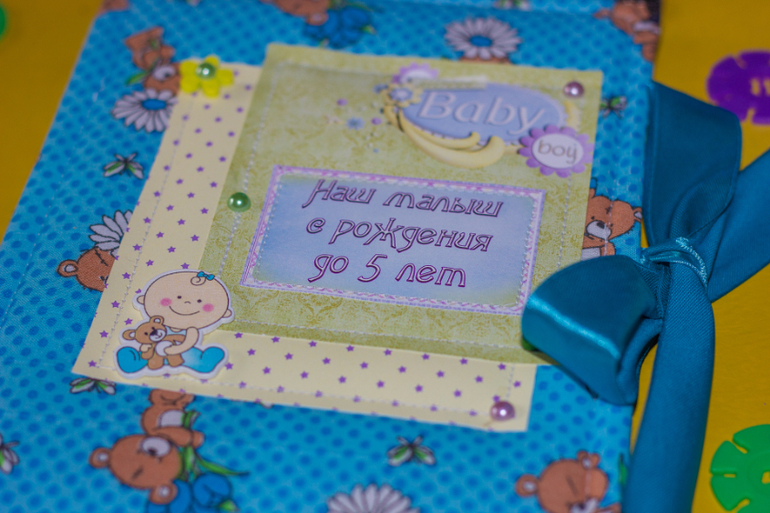 Baby
boy
Наш малыш
с рождения
до 5 лет